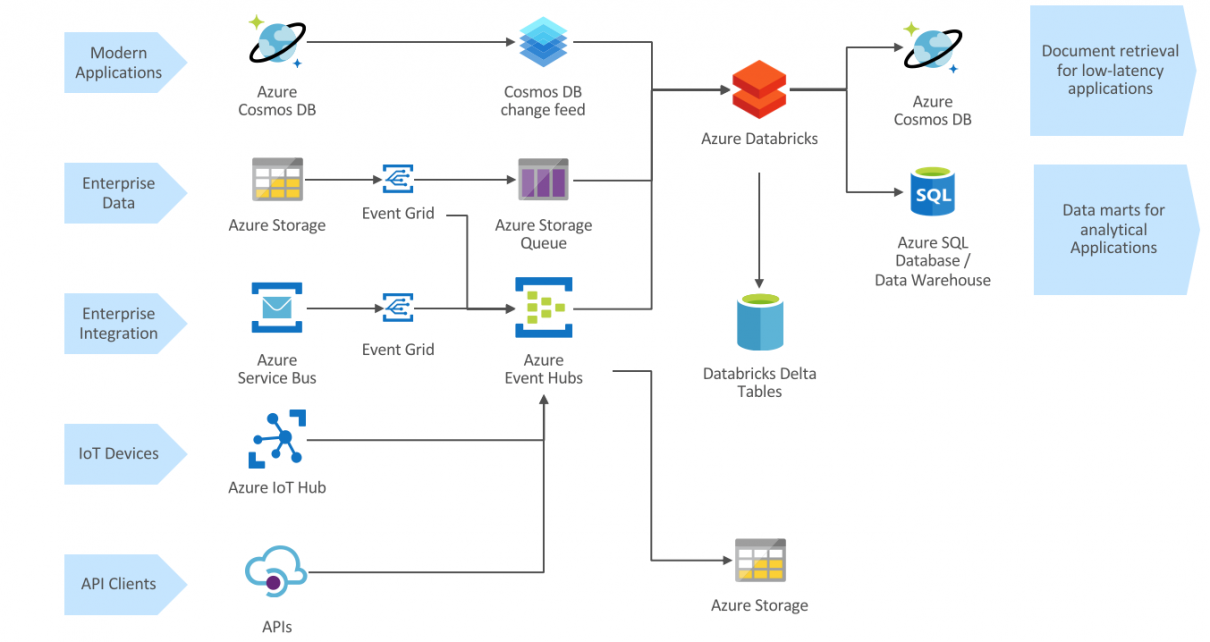 Modern
Applications
Azure
Cosmos DB
Cosmos DB
change feed
Azure Databricks
Azure
Cosmos DB
Document retrieval
for low-latency
applications
Enterprise
Data
Azure Storage
Event Grid
Azure Storage
Queue
SQL
Azure SQL
Database /
Data Warehouse
Data marts for
analytical
Applications
Enterprise
Integration
Azure
Service Bus
Event Grid
Azure
Event Hubs
Databricks Delta
Tables
IoT Devices
Azure IoT Hub
API Clients
APIs
Azure Storage